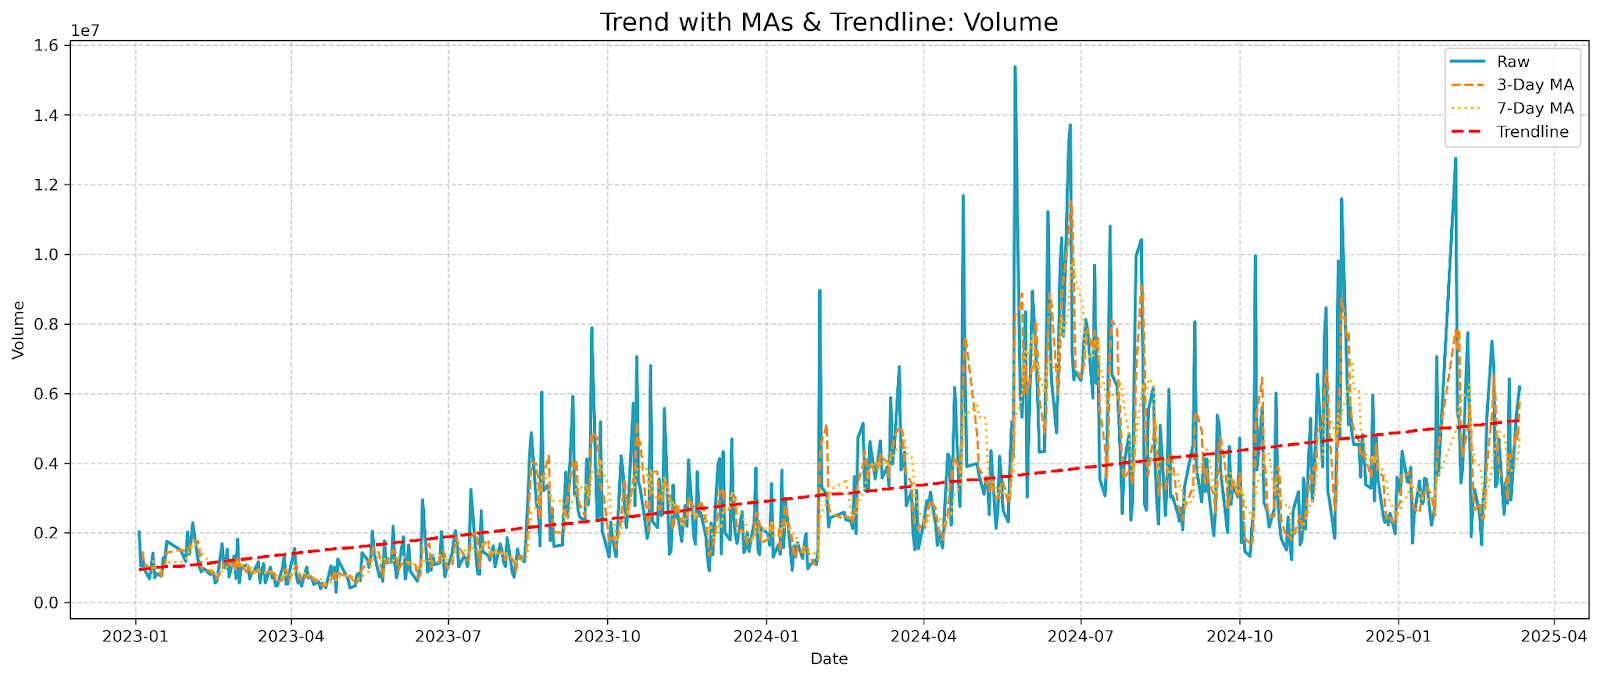 Trend with MAs & Trendline: Volume
1e7
1.6
1.4
1.2
1.0
0.8
0.6
0.4
0.2
0.0
Volume
Raw
3-Day MA
7-Day MA
Trendline
2023-01
2023-04
2023-07
2023-10
2024-01
2024-04
2024-07
2024-10
2025-01
2025-04
Date